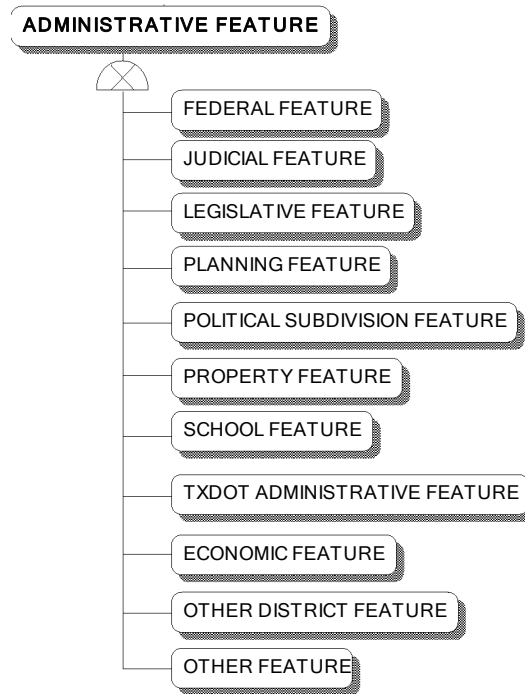 ADMINISTRATIVE FEATURE
FEDERAL FEATURE
JUDICIAL FEATURE
LEGISLATIVE FEATURE
PLANNING FEATURE
POLITICAL SUBDIVISION FEATURE
PROPERTY FEATURE
SCHOOL FEATURE
TXDOT ADMINISTRATIVE FEATURE
ECONOMIC FEATURE
OTHER DISTRICT FEATURE
OTHER FEATURE